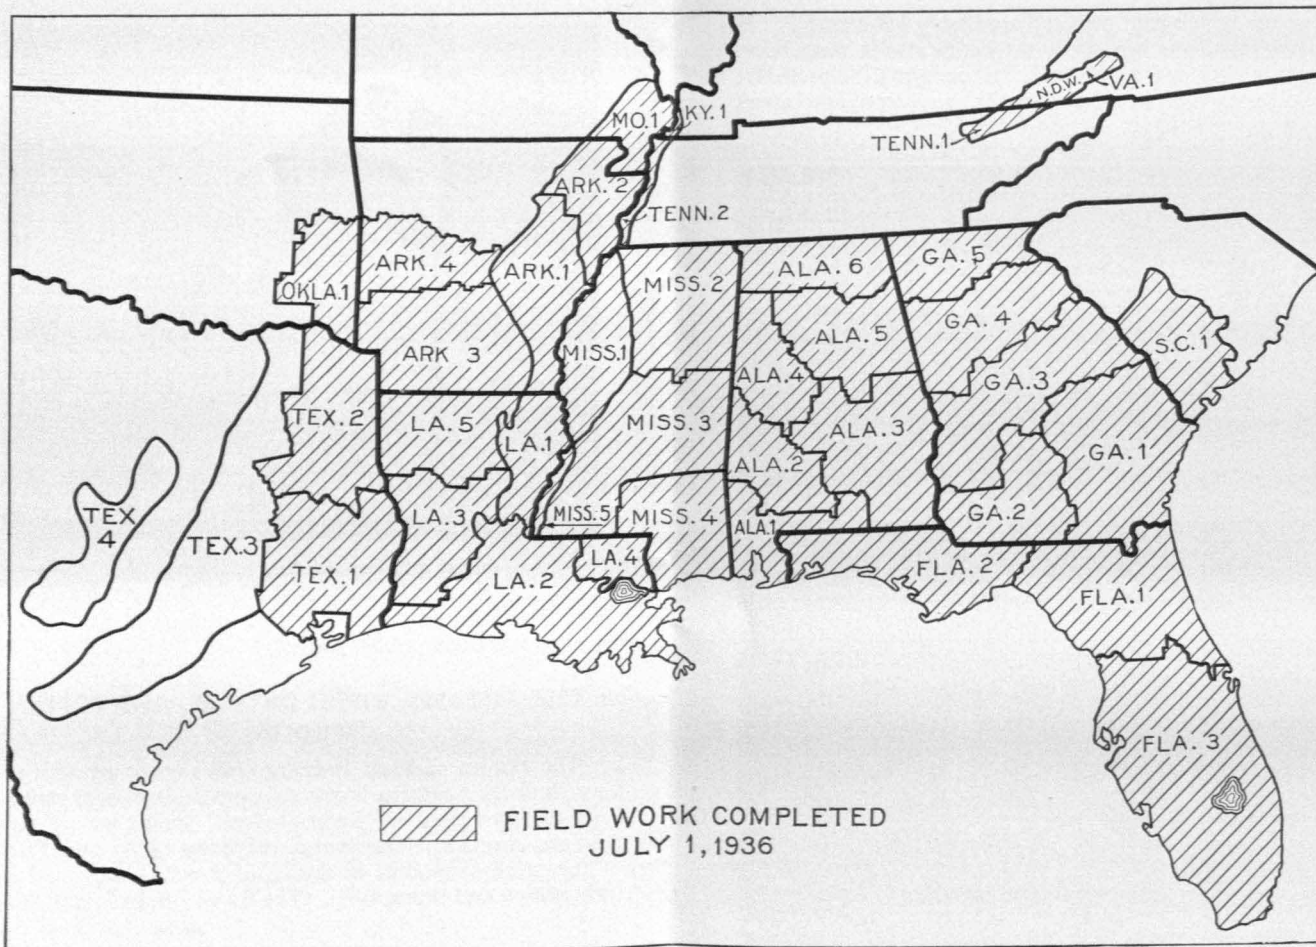 MO.1
KY.1
N.D.W.
VA.1
TENN.1
ARK. 2
TENN.2
ARK. 4
ARK.1
OKLA.1
MISS.2
ALA. 6
GA. 5
ALA. 5
GA. 4
S.C. 1
ARK 3
MISS.1
ALA.4
GA. 3
TEX. 2
LA. 5
LA.1
MISS. 3
ALA. 3
GA. 1
ALA. 2
TEX
4
TEX.3
LA.3
MISS.5
MISS. 4
ALA.1
GA. 2
TEX. 1
LA. 2
LA.4
FLA. 2
FLA.1
FLA. 3
FIELD WORK COMPLETED
JULY 1, 1936